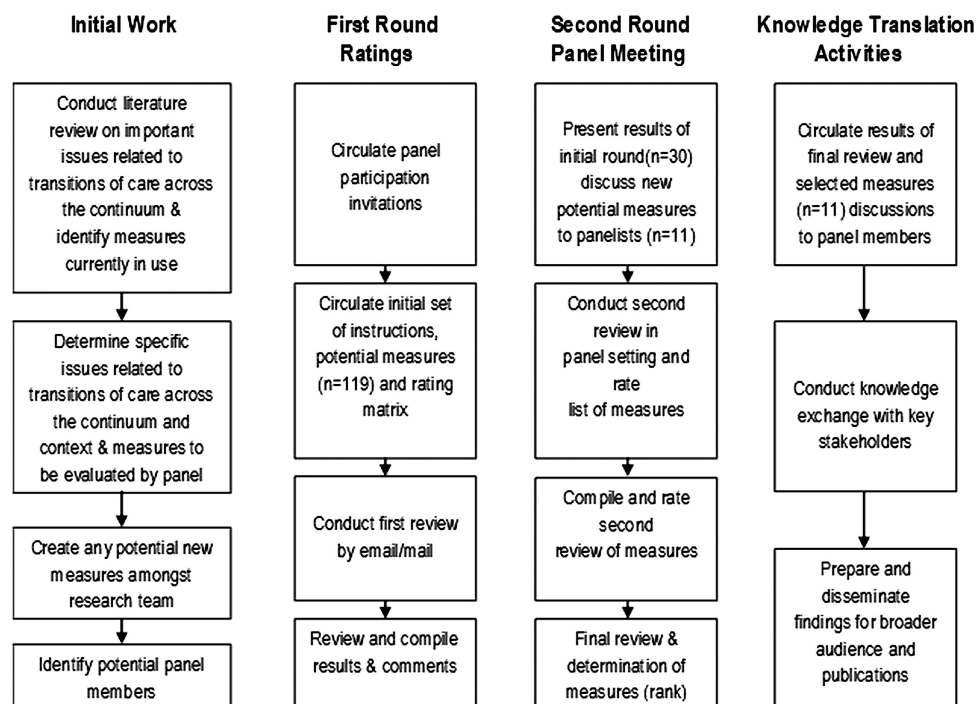 Initial Work
Conduct literature
review on important
issues related to
transitions of care across
the continuum &
identify measures
currently in use
Determine specific
issues related to
transitions of care across
the continuum and
context & measures to
be evaluated by panel
Create any potential new
measures amongst
research team
Identify potential panel
members
First Round
Ratings
Circulate panel
participation
invitations
Circulate initial set
of instructions,
potential measures
(n=119) and rating
matrix
Conduct first review
by email/mail
Review and compile
results & comments
Second Round
Panel Meeting
Present results of
initial round(n=30)
discuss new
potential measures
to panelists (n=11)
Conduct second
review in
panel setting and
rate
list of measures
Compile and rate
second
review of measures
Final review &
determination of
measures (rank)
Knowledge Translation
Activities
Circulate results of
final review and
selected measures
(n=11) discussions
to panel members
Conduct knowledge
exchange with key
stakeholders
Prepare and
disseminate
findings for broader
audience and
publications